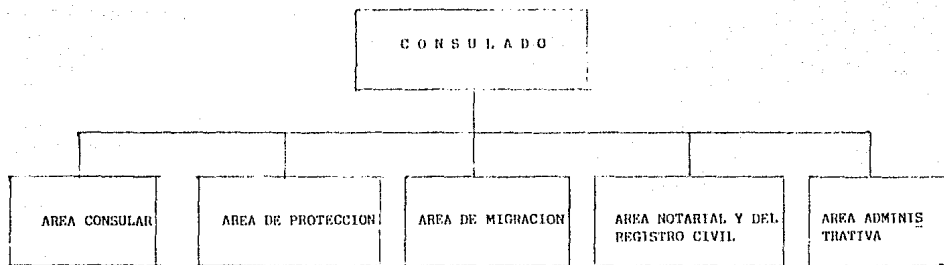 CONSULADO
AREA CONSULAR
AREA DE PROTECCION
AREA DE MIGRACION
AREA NOTARIAL Y DEL
REGISTRO CIVIL
AREA ADMINIS
TRATIVA